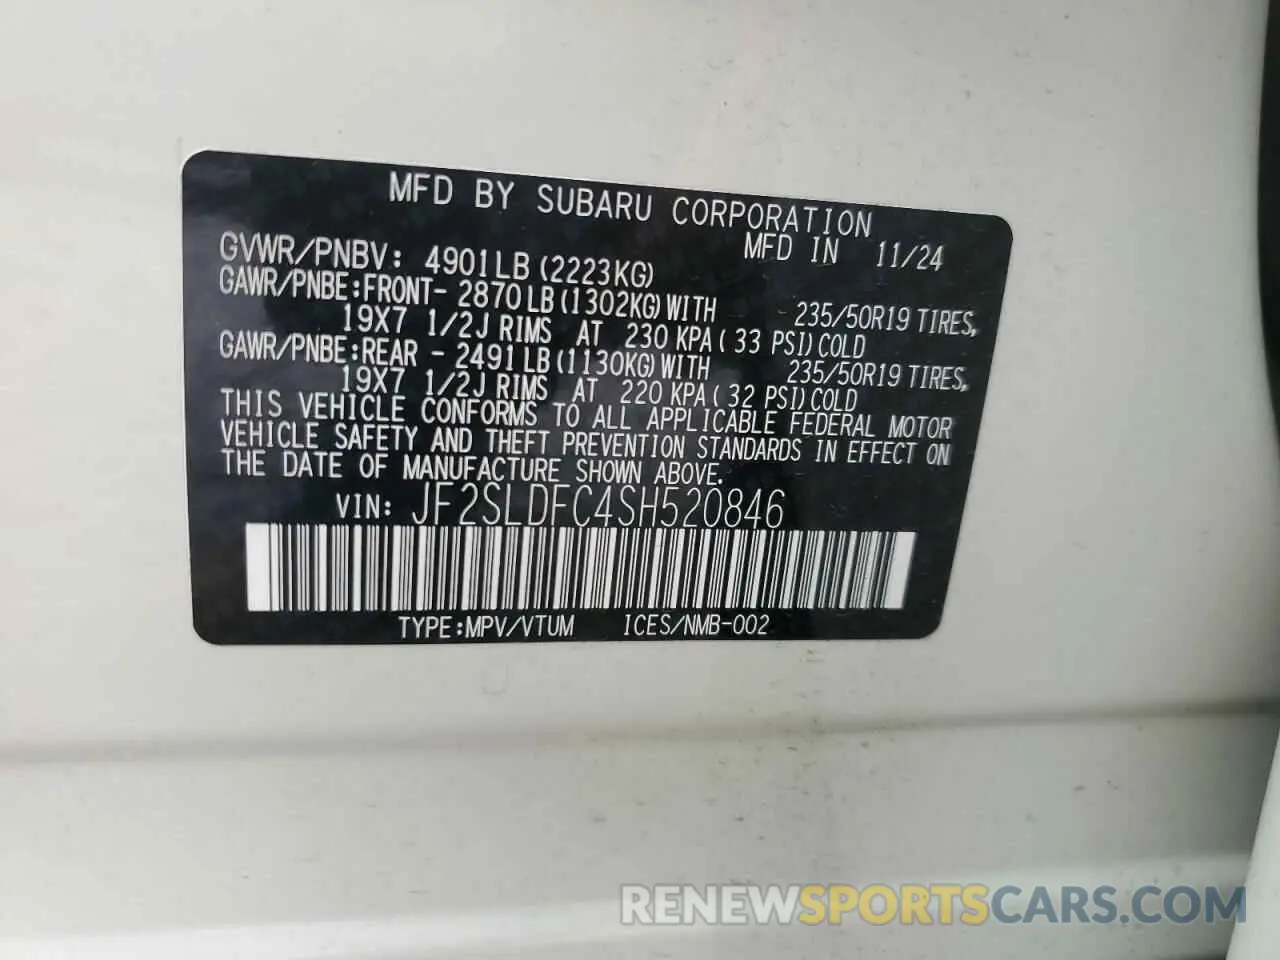 MFD BY SUBARU CORPORATION
MFD IN 11/24
GVWR/PNBV: 4901LB (2223KG)
GAWR/PNBE:FRONT- 2870LB(1302KG)WITH 235/50R19 TIRES,
19X7 1/2J RIMS AT 230 KPA( 33 PSI)COLD
GAWR/PNBE:REAR - 2491LB(1130KG)WITH 235/50R19 TIRES,
19X7 1/2J RIMS AT 220 KPA( 32 PSI)COLD
THIS VEHICLE CONFORMS TO ALL APPLICABLE FEDERAL MOTOR
VEHICLE SAFETY AND THEFT PREVENTION STANDARDS IN EFFECT ON
THE DATE OF MANUFACTURE SHOWN ABOVE.
VIN: JF2SLDFC4SH520846
TYPE:MPV/VTUM ICES/NMB-002
RENEWSPORTSCARS.COM